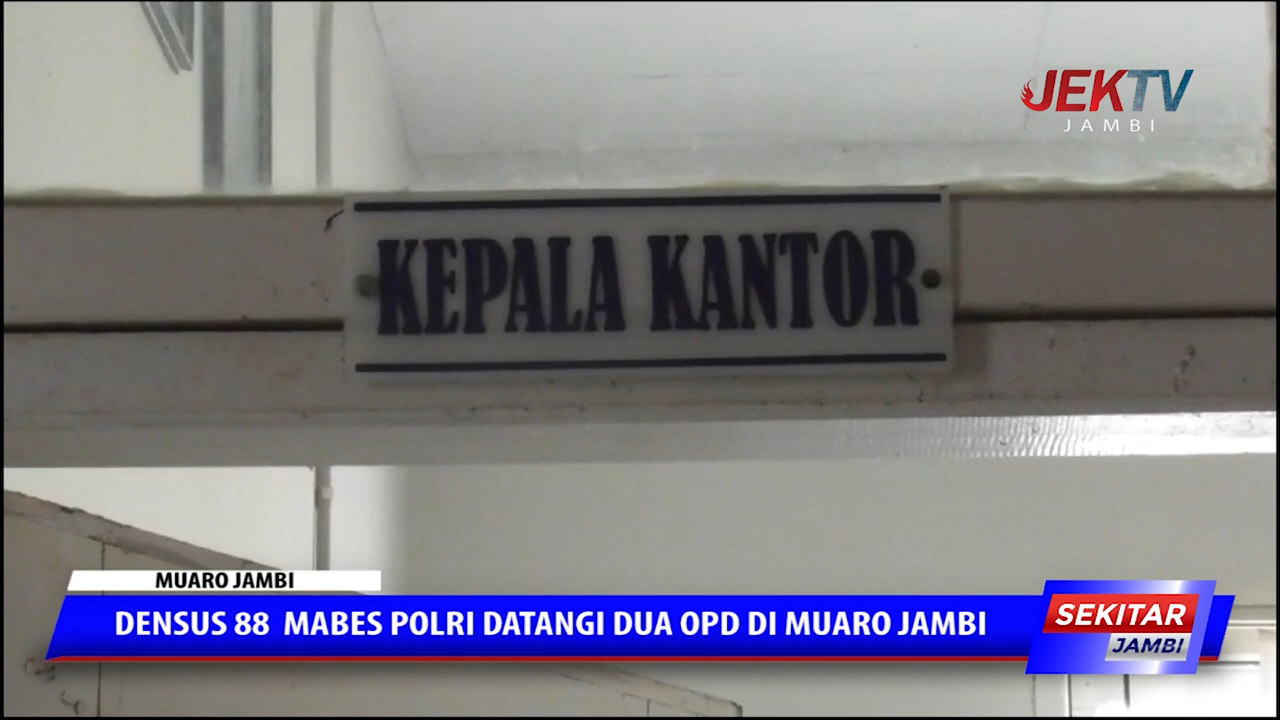 JEKTV
JAMBI
KEPALA KANTOR
MUARO JAMBI
DENSUS 88 MABES POLRI DATANGI DUA OPD DI MUARO JAMBI
SEKITAR
JAMBI